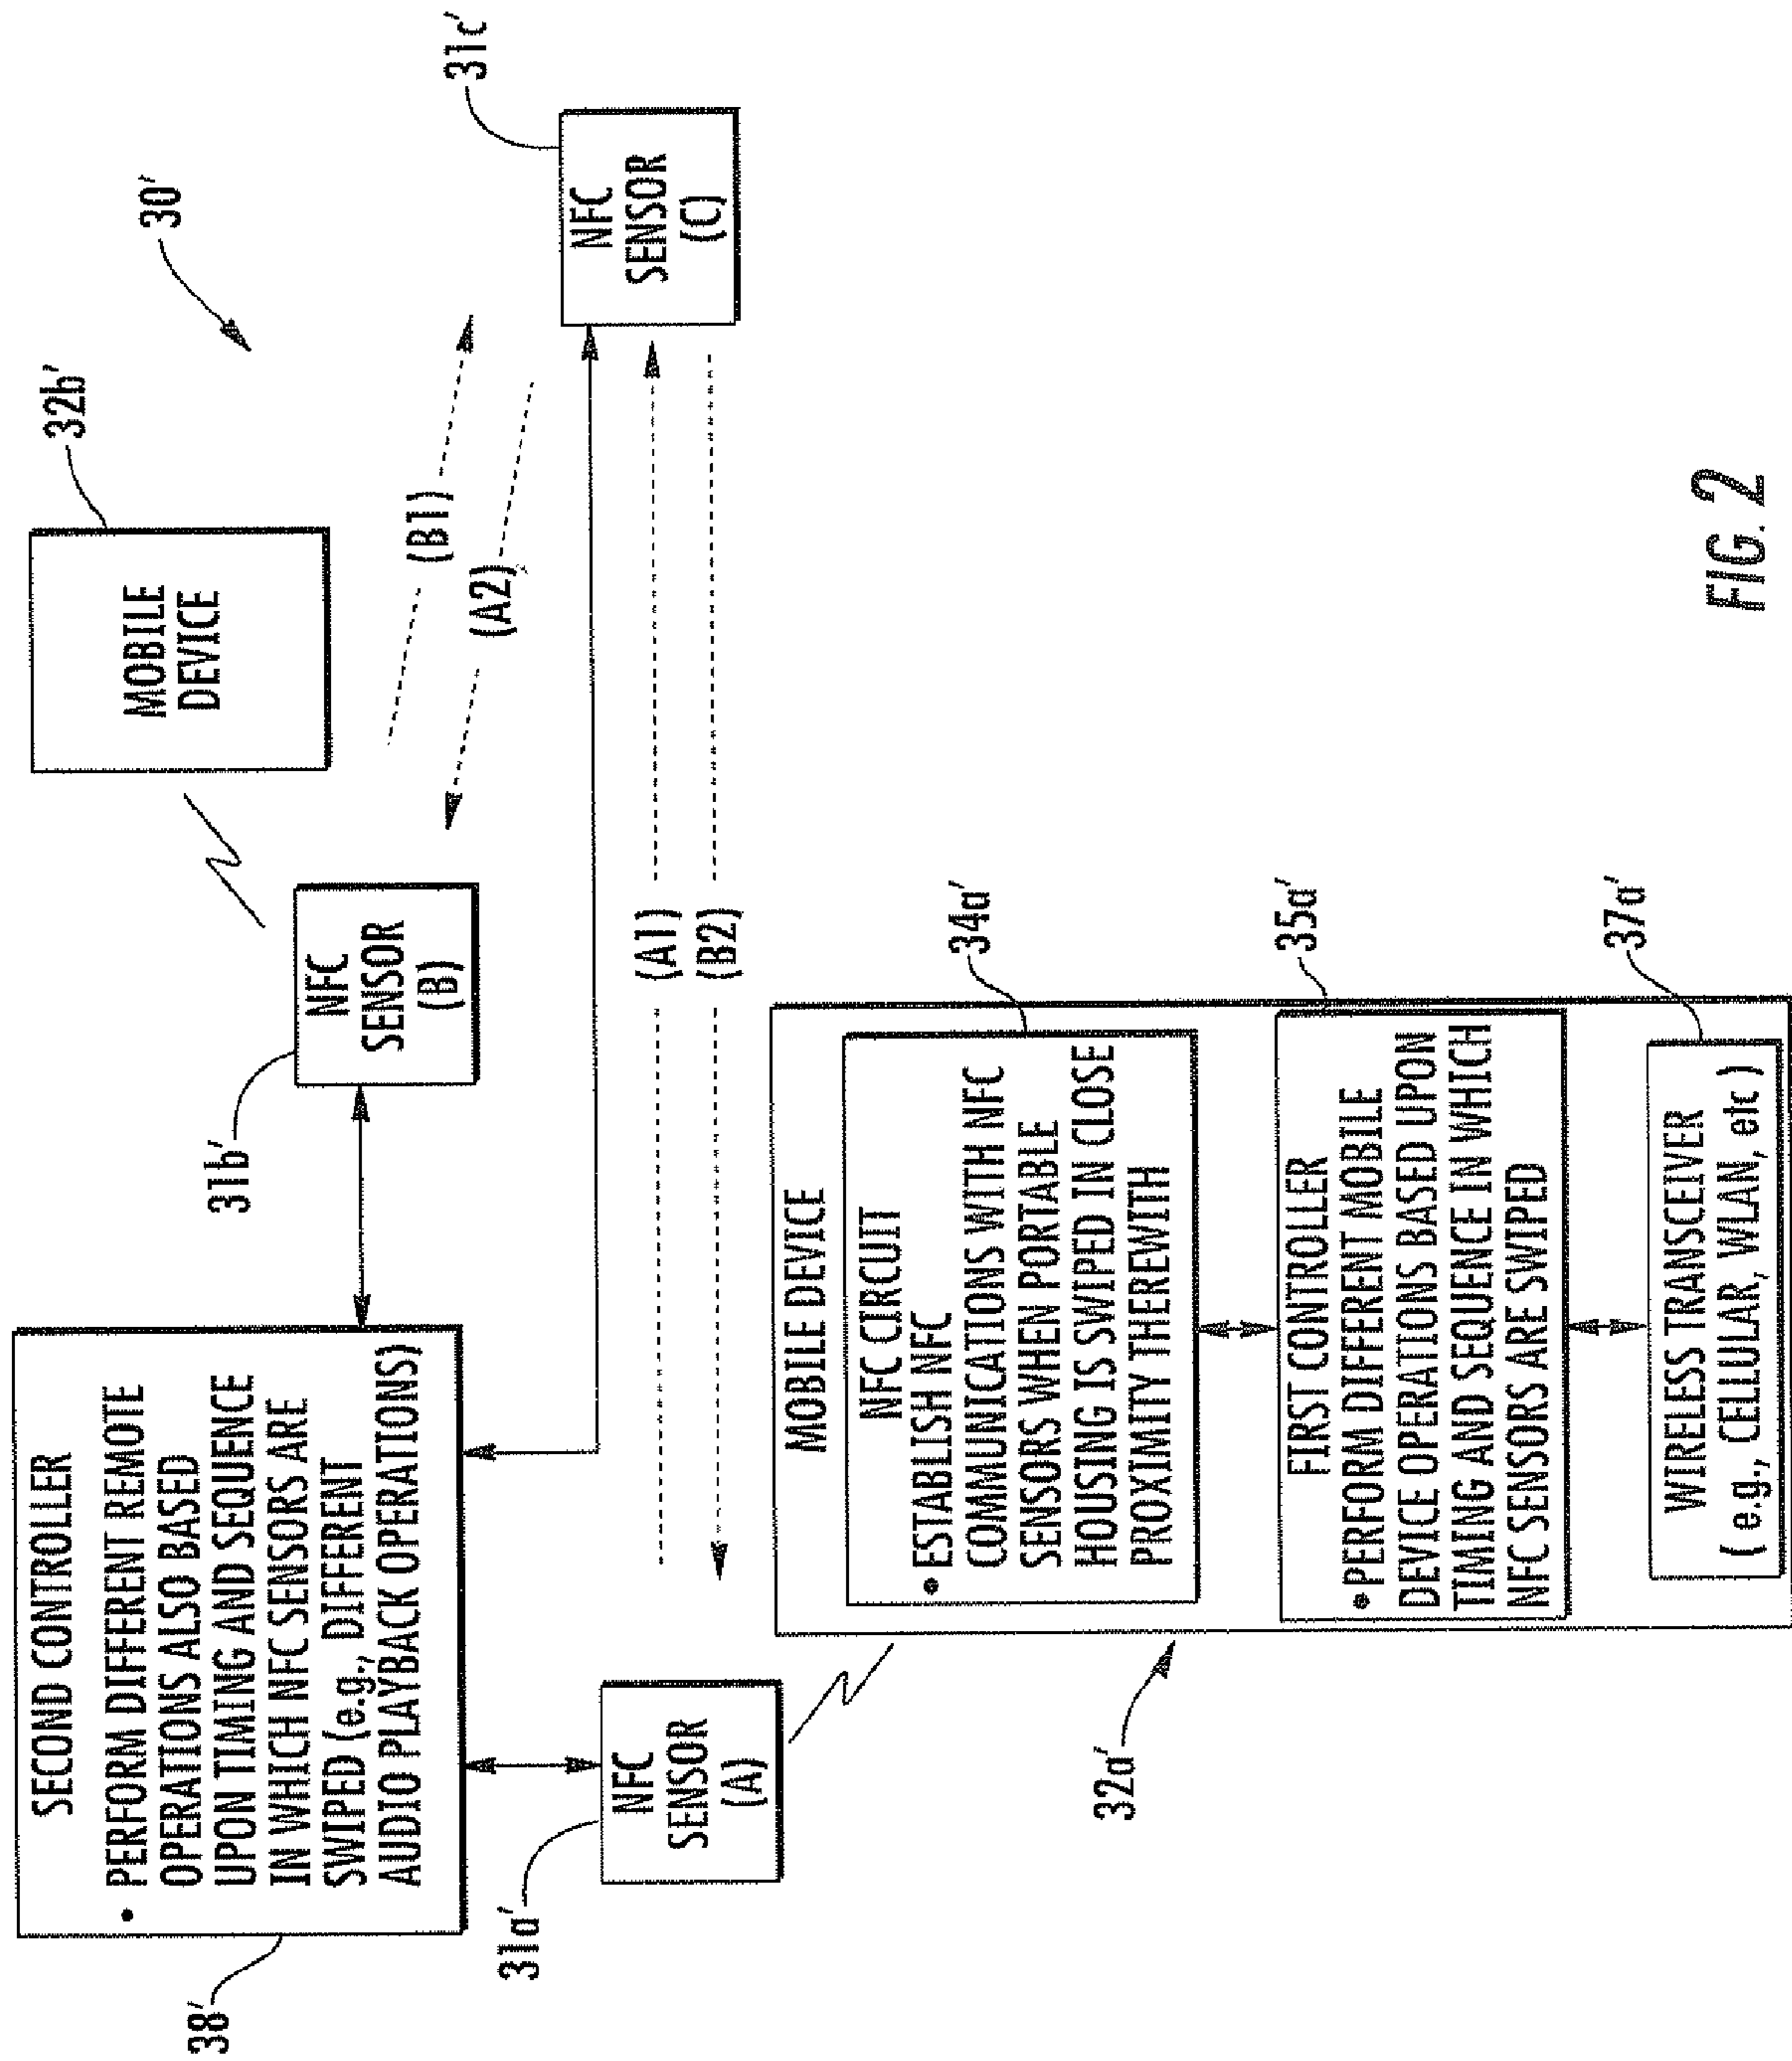 30'
SECOND CONTROLLER
• PERFORM DIFFERENT REMOTE
OPERATIONS ALSO BASED
UPON TIMING AND SEQUENCE
IN WHICH NFC SENSORS ARE
SWIPED (e.g., DIFFERENT
AUDIO PLAYBACK OPERATIONS)
38'
MOBILE
DEVICE
32b'
NFC
SENSOR
(B)
31b'
(B1)
(A2)
NFC
SENSOR
(C)
31c'
(A1)
(B2)
NFC
SENSOR
(A)
31a'
MOBILE DEVICE
32a'
NFC CIRCUIT
• ESTABLISH NFC
COMMUNICATIONS WITH NFC
SENSORS WHEN PORTABLE
HOUSING IS SWIPED IN CLOSE
PROXIMITY THEREWITH
34a'
FIRST CONTROLLER
• PERFORM DIFFERENT MOBILE
DEVICE OPERATIONS BASED UPON
TIMING AND SEQUENCE IN WHICH
NFC SENSORS ARE SWIPED
35a'
WIRELESS TRANSCEIVER
( e.g., CELLULAR, WLAN, etc )
37a'
FIG. 2